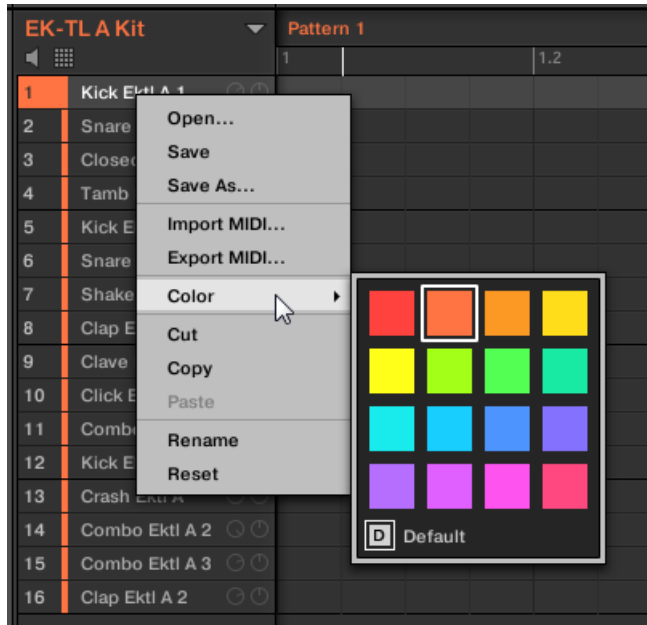 EK-TL A Kit
Pattern 1
1
1.2
1 Kick Ektl A 1
2 Snare
3 Closed
4 Tamb
5 Kick E
6 Snare
7 Shake
8 Clap E
9 Clave
10 Click E
11 Combo
12 Kick E
13 Crash Ektl A
14 Combo Ektl A 2
15 Combo Ektl A 3
16 Clap Ektl A 2
Open...
Save
Save As...
Import MIDI...
Export MIDI...
Color
Cut
Copy
Paste
Rename
Reset
D Default